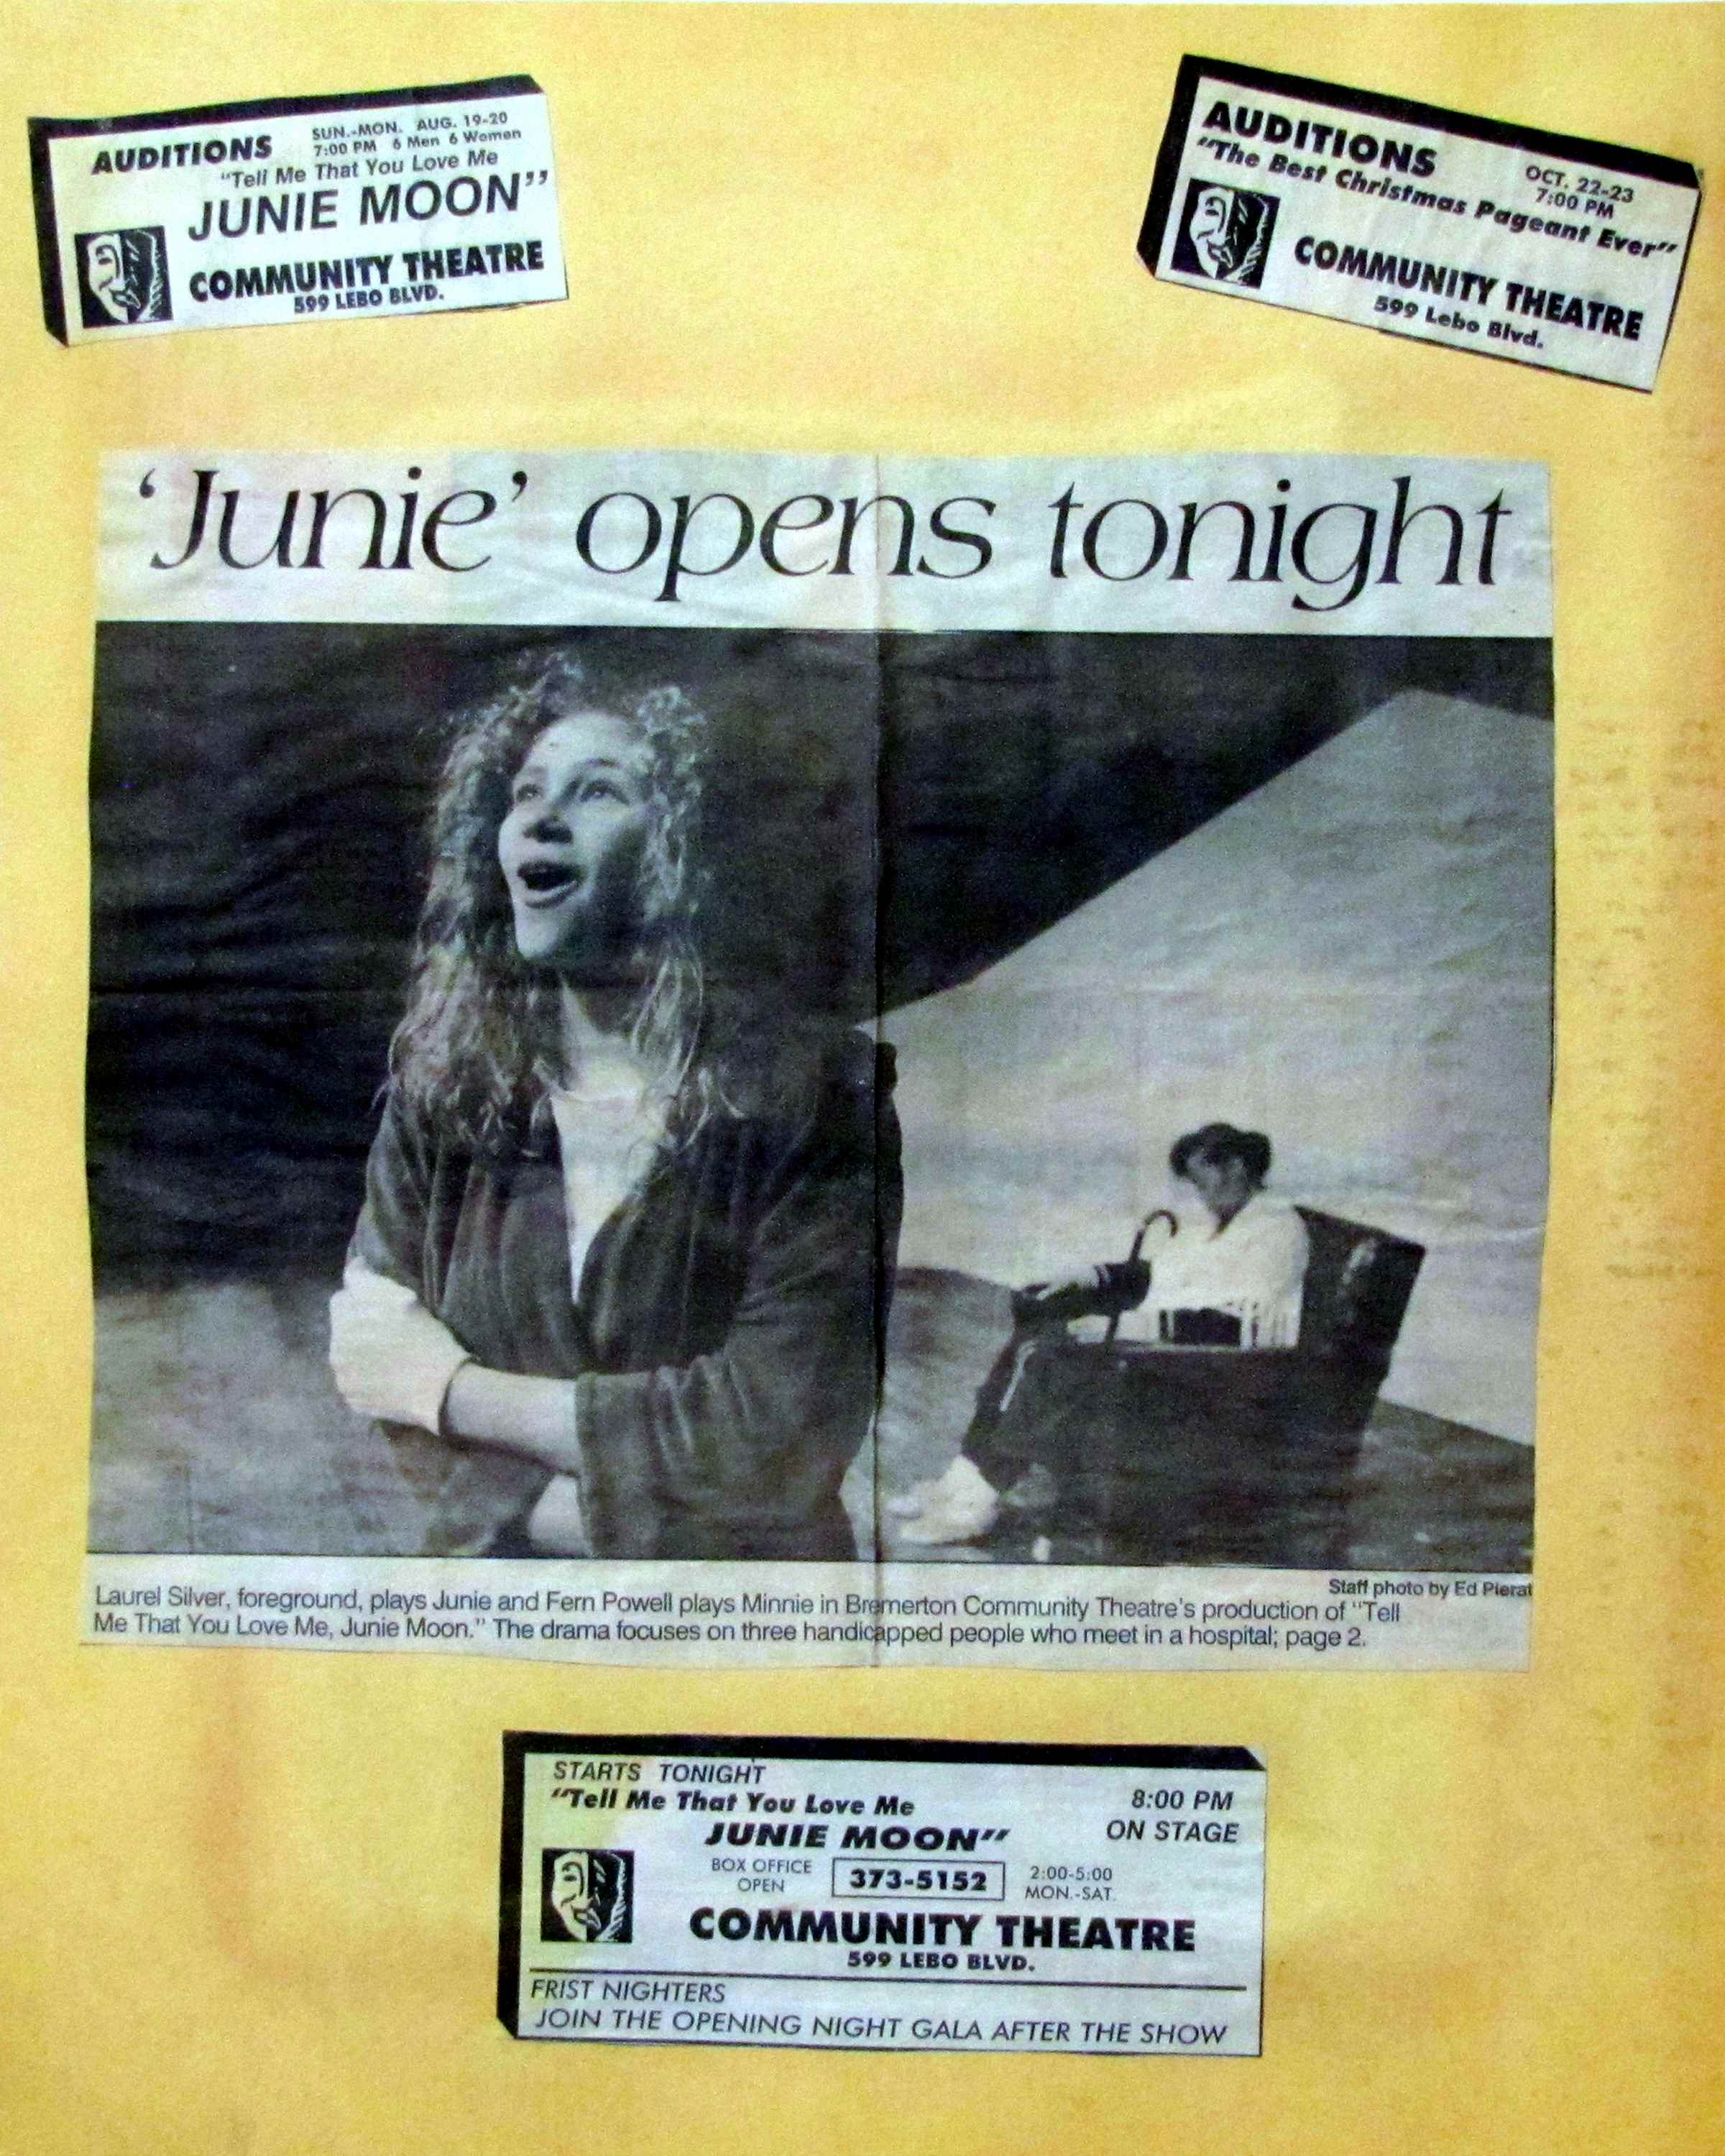 AUDITIONS SUN.-MON. AUG. 19-20
7:00 PM 6 Men 6 Women
"Tell Me That You Love Me
JUNIE MOON"
COMMUNITY THEATRE
599 LEBO BLVD.
AUDITIONS OCT. 22-23
7:00 PM
"The Best Christmas Pageant Ever"
COMMUNITY THEATRE
599 Lebo Blvd.
'Junie' opens tonight
Staff photo by Ed Pierat
Laurel Silver, foreground, plays Junie and Fern Powell plays Minnie in Bremerton Community Theatre's production of "Tell
Me That You Love Me, Junie Moon." The drama focuses on three handicapped people who meet in a hospital; page 2.
STARTS TONIGHT
"Tell Me That You Love Me
JUNIE MOON"
8:00 PM
ON STAGE
BOX OFFICE
OPEN
373-5152
2:00-5:00
MON.-SAT.
COMMUNITY THEATRE
599 LEBO BLVD.
FRIST NIGHTERS
JOIN THE OPENING NIGHT GALA AFTER THE SHOW